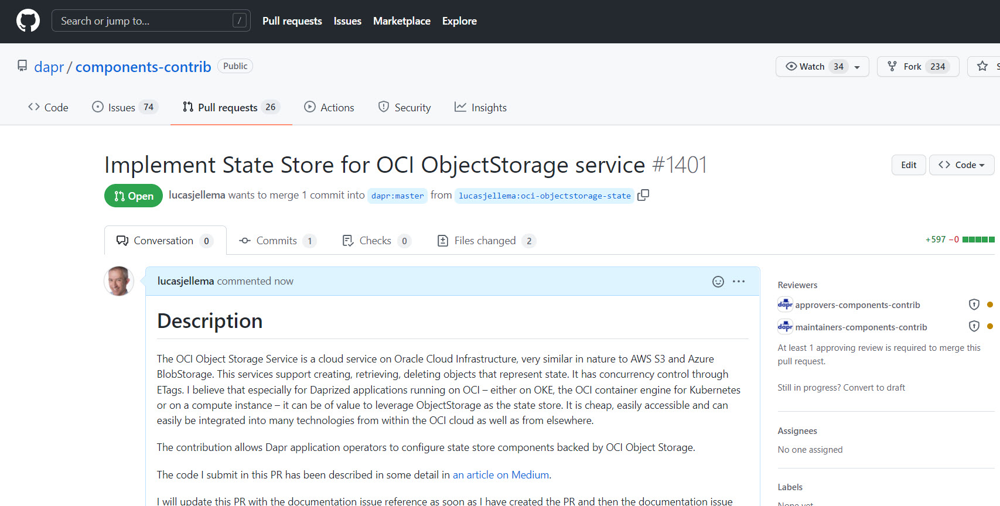 Search or jump to... /
Pull requests Issues Marketplace Explore
dapr / components-contrib Public
Watch 34 Fork 234 S
Code Issues 74 Pull requests 26 Actions Security Insights
Implement State Store for OCI ObjectStorage service #1401
Edit Code
Open lucasjellema wants to merge 1 commit into dapr:master from lucasjellema:oci-objectstorage-state
Conversation 0 Commits 1 Checks 0 Files changed 2
+597 −0
lucasjellema commented now
Description
The OCI Object Storage Service is a cloud service on Oracle Cloud Infrastructure, very similar in nature to AWS S3 and Azure
BlobStorage. This services support creating, retrieving, deleting objects that represent state. It has concurrency control through
ETags. I believe that especially for Daprized applications running on OCI – either on OKE, the OCI container engine for Kubernetes
or on a compute instance – it can be of value to leverage ObjectStorage as the state store. It is cheap, easily accessible and can
easily be integrated into many technologies from within the OCI cloud as well as from elsewhere.
The contribution allows Dapr application operators to configure state store components backed by OCI Object Storage.
The code I submit in this PR has been described in some detail in an article on Medium.
I will update this PR with the documentation issue reference as soon as I have created the PR and then the documentation issue
Reviewers
dapr approvers-components-contrib
dapr maintainers-components-contrib
At least 1 approving review is required to merge this
pull request.
Still in progress? Convert to draft
Assignees
No one assigned
Labels
None yet